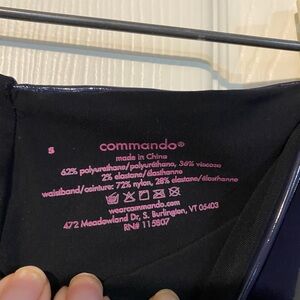 S
commando®
made in China
62% polyurethane/polyuréthane, 36% viscose
2% elastane/élasthanne
waistband/ceinture: 72% nylon, 28% elastane/élasthanne
wearcommando.com
472 Meadowland Dr, S. Burlington, VT 05403
RN# 115807